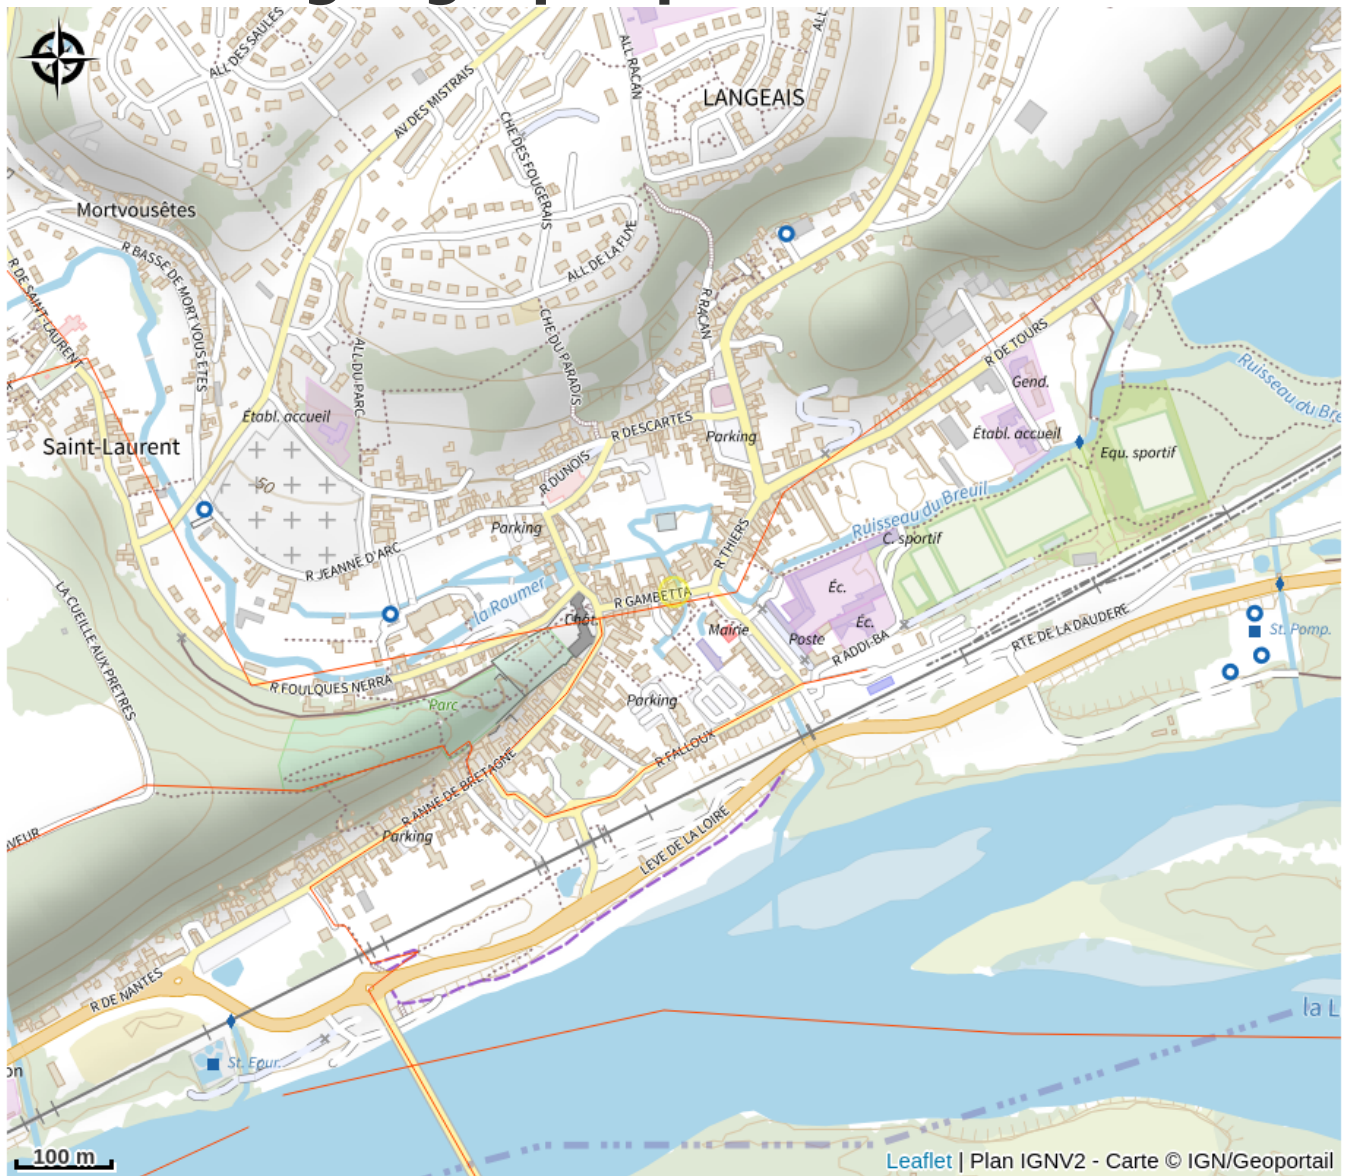 ALL DES SAULES
AV DES MISTRAIS
ALL RACAN
ALL
LANGEAIS
CHE DES FOUGERAIS
Mortvousêtes
R BASSE DE MORT VOUS ETES
ALL DE LA FUYE
R DE SAINT-LAURENT
R RACAN
CHE DU PARADIS
R DE TOURS
ALL DU PARC
Gend.
Ruisseau du Bre
Établ. accueil
R DESCARTES
Parking
Établ. accueil
Saint-Laurent
Equ. sportif
R DUNOIS
50
Ruisseau du Breuil
Parking
R THIERS
C. sportif
R JEANNE D'ARC
la Roumer
Éc.
R GAMBETTA
LA CUEILLE AUX PRETRES
Chât.
Mairie
Éc.
Poste
R ADDI-BA
RTE DE LA DAUDERE
St. Pomp.
R FOULQUES NERRA
Parc
Parking
R FALLOUX
R ANNE DE BRETAGNE
VEUR
Parking
LEVE DE LA LOIRE
R DE NANTES
la L
St. Epur.
on
100 m
Leaflet | Plan IGNV2 - Carte © IGN/Geoportail